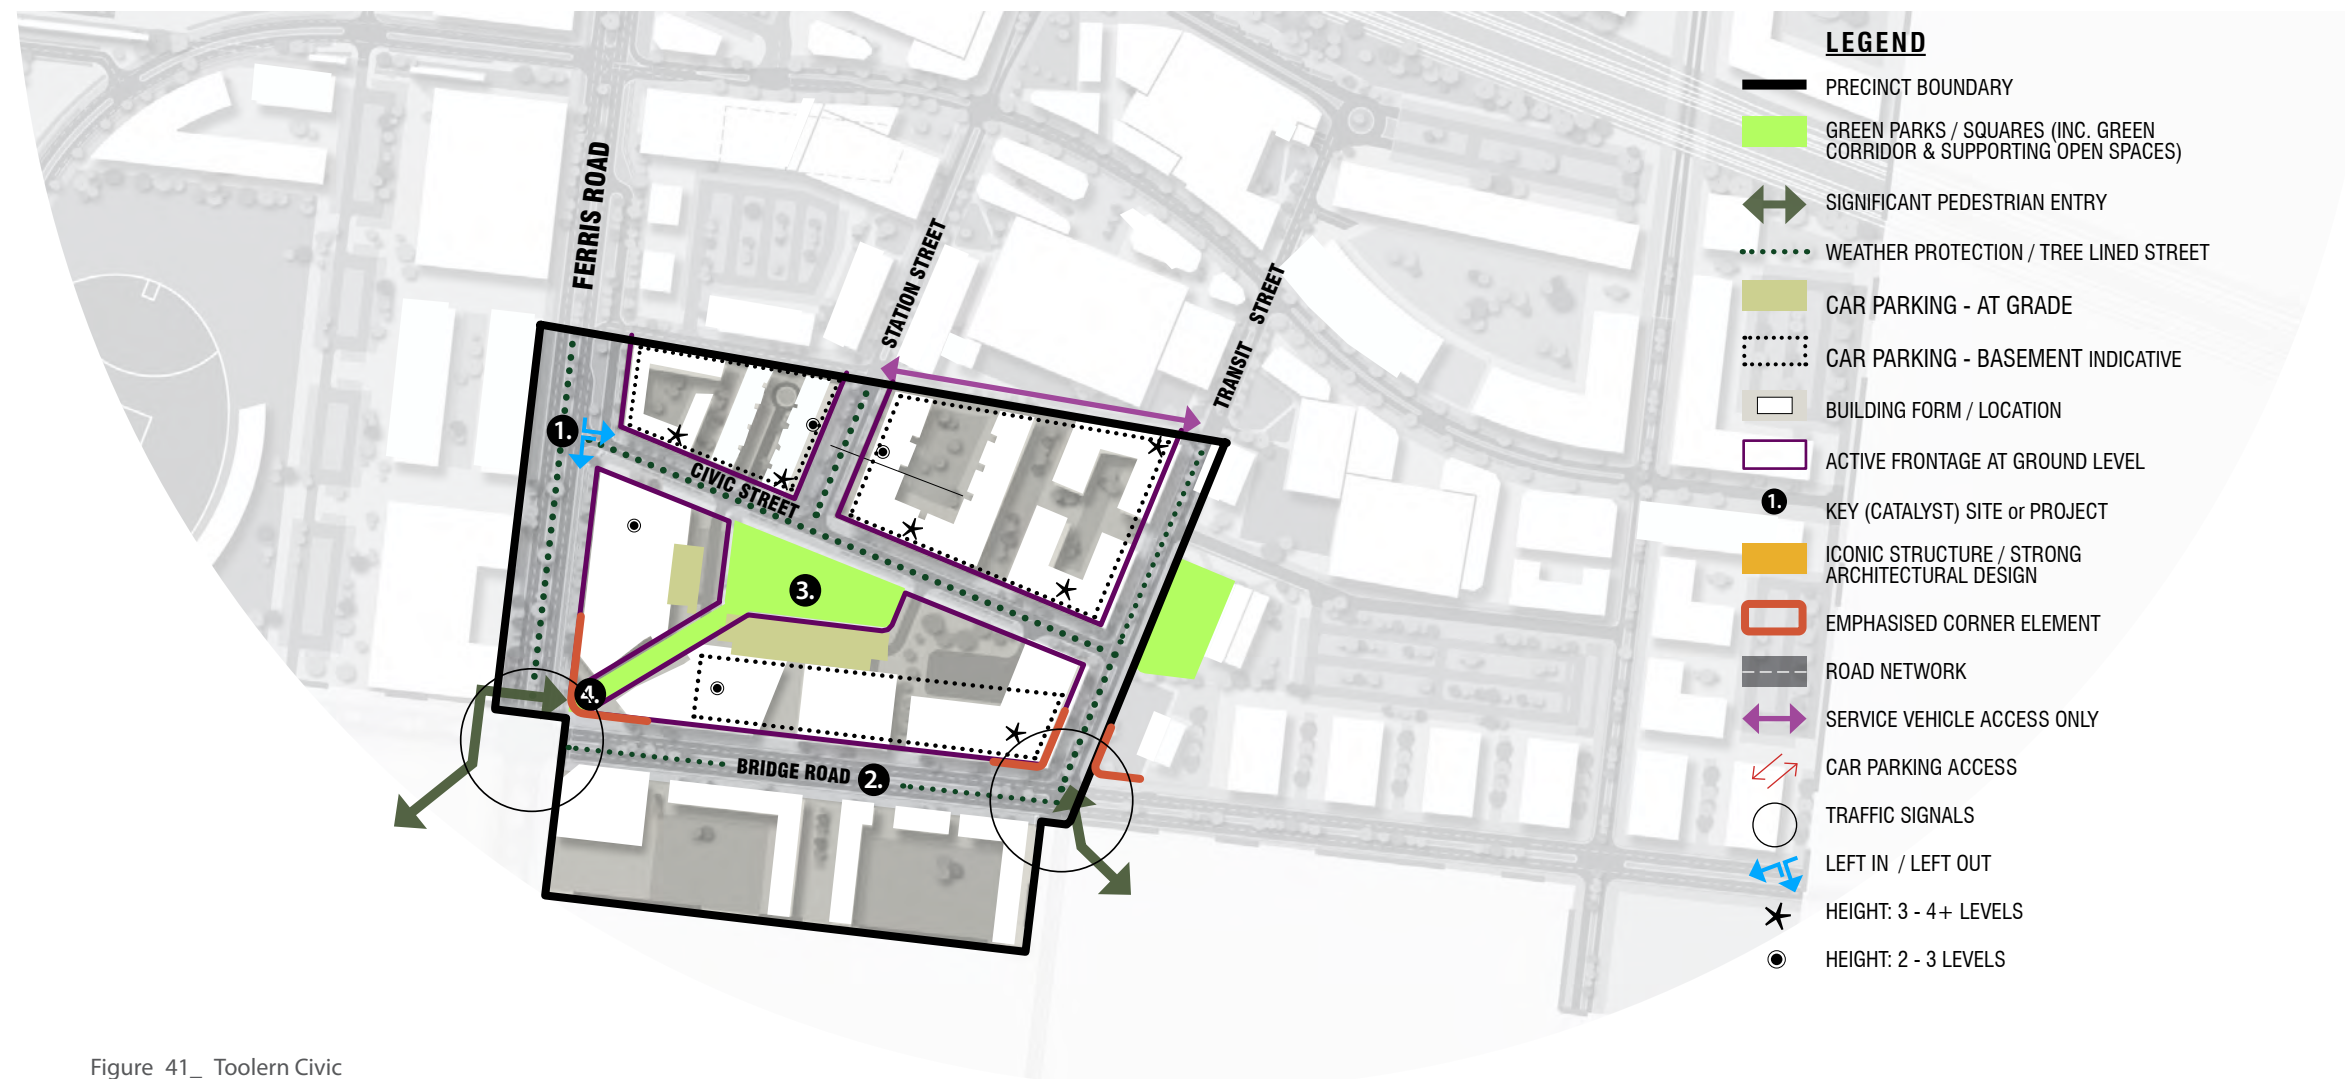 LEGEND
PRECINCT BOUNDARY
GREEN PARKS / SQUARES (INC. GREEN
CORRIDOR & SUPPORTING OPEN SPACES)
SIGNIFICANT PEDESTRIAN ENTRY
WEATHER PROTECTION / TREE LINED STREET
CAR PARKING - AT GRADE
CAR PARKING - BASEMENT INDICATIVE
BUILDING FORM / LOCATION
ACTIVE FRONTAGE AT GROUND LEVEL
1.
KEY (CATALYST) SITE or PROJECT
ICONIC STRUCTURE / STRONG
ARCHITECTURAL DESIGN
EMPHASISED CORNER ELEMENT
ROAD NETWORK
SERVICE VEHICLE ACCESS ONLY
CAR PARKING ACCESS
TRAFFIC SIGNALS
LEFT IN / LEFT OUT
HEIGHT: 3 - 4+ LEVELS
HEIGHT: 2 - 3 LEVELS
FERRIS ROAD
STATION STREET
TRANSIT STREET
1.
CIVIC STREET
3.
4.
BRIDGE ROAD
2.
Figure 41_ Toolern Civic